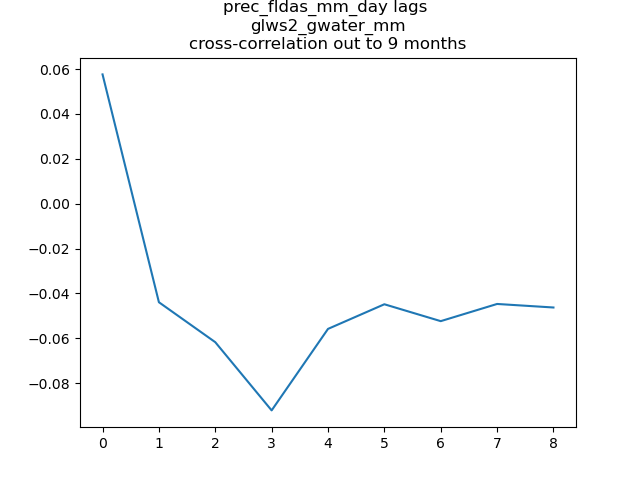 prec_fldas_mm_day lags
glws2_gwater_mm
cross-correlation out to 9 months
0.06
0.04
0.02
0.00
−0.02
−0.04
−0.06
−0.08
0 1 2 3 4 5 6 7 8